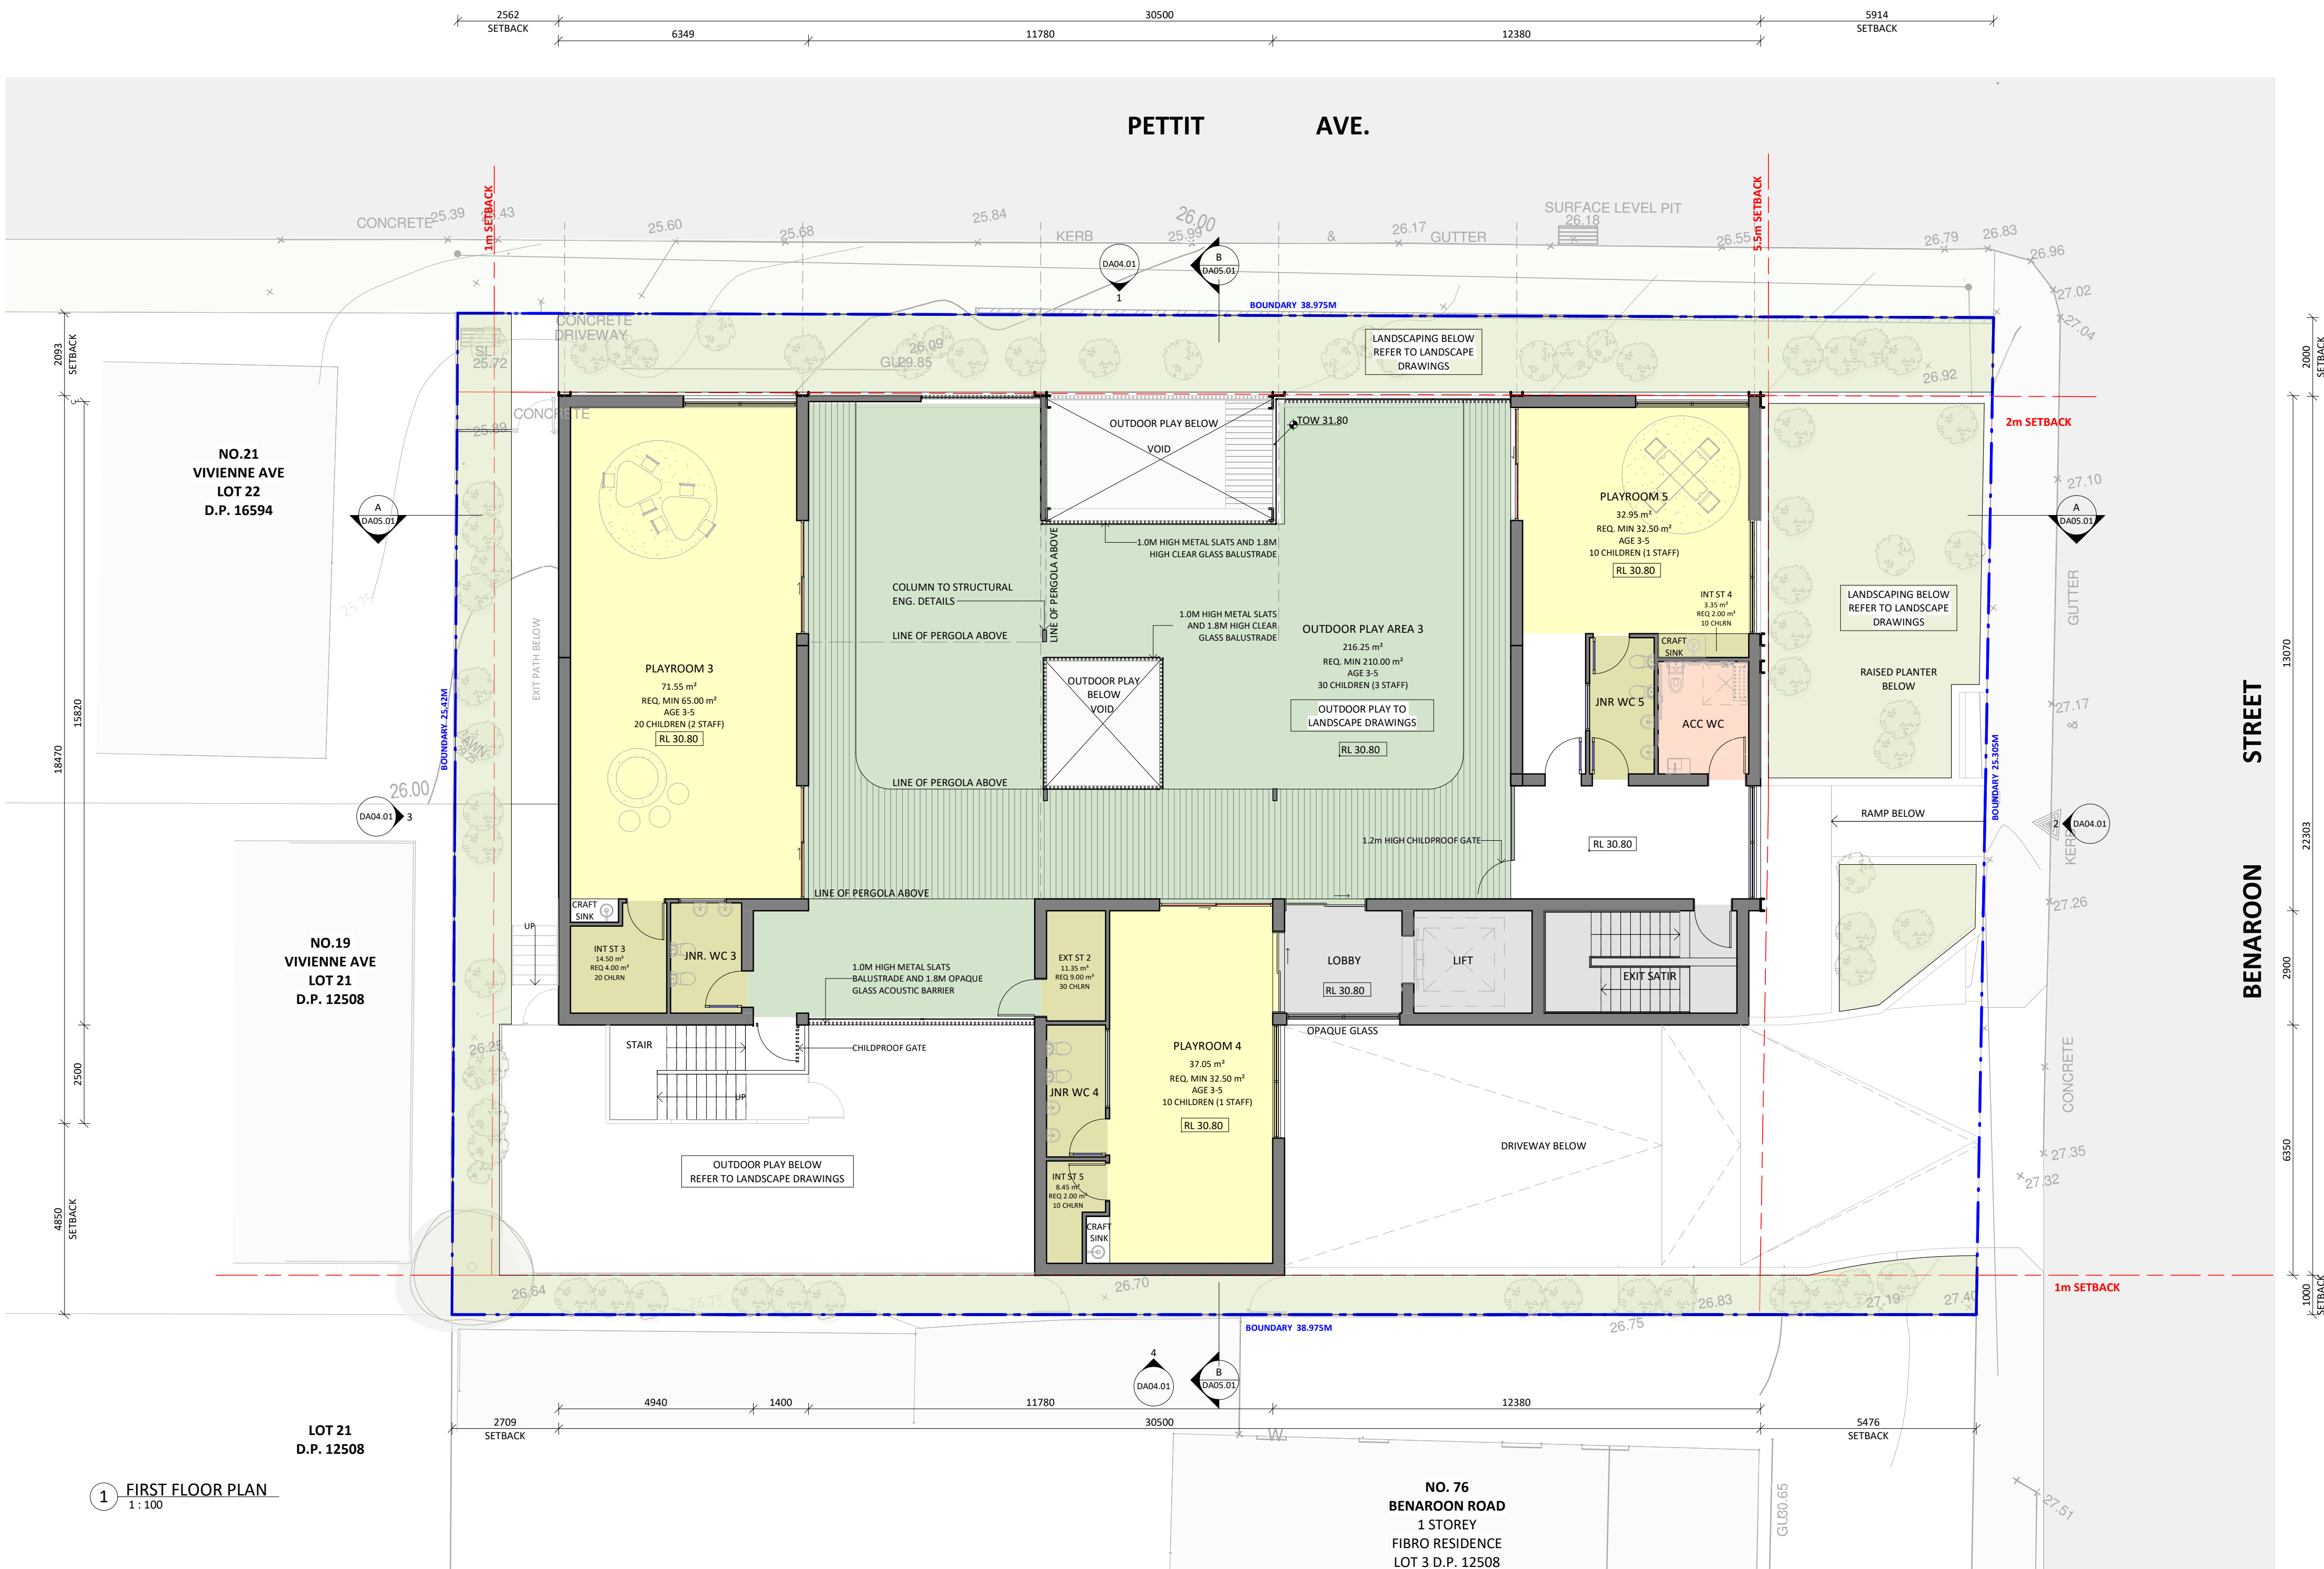 2562
SETBACK
30500
5914
SETBACK
6349
11780
12380
PETTIT AVE.
1m SETBACK
5.5m SETBACK
CONCRETE
25.39
25.60
25.68
25.84
KERB
26.00
25.99
&
26.17
GUTTER
SURFACE LEVEL PIT
26.18
26.55
26.79
26.83
26.96
27.02
27.04
DA04.01
1
B
DA05.01
BOUNDARY 38.975M
2093
SETBACK
2000
SETBACK
CONCRETE
DRIVEWAY
SL
25.72
26.09
29.85
LANDSCAPING BELOW
REFER TO LANDSCAPE
DRAWINGS
26.92
CONCRETE
25.89
2m SETBACK
NO.21
VIVIENNE AVE
LOT 22
D.P. 16594
A
DA05.01
OUTDOOR PLAY BELOW
VOID
TOW 31.80
PLAYROOM 5
32.95 m²
REQ. MIN 32.50 m²
AGE 3-5
10 CHILDREN (1 STAFF)
RL 30.80
27.10
A
DA05.01
1.0M HIGH METAL SLATS AND 1.8M
HIGH CLEAR GLASS BALUSTRADE
LINE OF PERGOLA ABOVE
COLUMN TO STRUCTURAL
ENG. DETAILS
LINE OF PERGOLA ABOVE
1.0M HIGH METAL SLATS
AND 1.8M HIGH CLEAR
GLASS BALUSTRADE
25.75
EXIT PATH BELOW
INT ST 4
3.35 m³
REQ 2.00 m³
10 CHLRN
CRAFT
SINK
LANDSCAPING BELOW
REFER TO LANDSCAPE
DRAWINGS
GUTTER
PLAYROOM 3
71.55 m²
REQ. MIN 65.00 m²
AGE 3-5
20 CHILDREN (2 STAFF)
RL 30.80
OUTDOOR PLAY
BELOW
VOID
OUTDOOR PLAY AREA 3
216.25 m²
REQ. MIN 210.00 m²
AGE 3-5
30 CHILDREN (3 STAFF)
OUTDOOR PLAY TO
LANDSCAPE DRAWINGS
RL 30.80
JNR WC 5
ACC WC
RAISED PLANTER
BELOW
27.17
&
13070
15820
18470
BOUNDARY 25.42M
BOUNDARY 25.305M
BENAROON STREET
26.00
LINE OF PERGOLA ABOVE
DA04.01
3
RAMP BELOW
2
DA04.01
KERB
1.2m HIGH CHILDPROOF GATE
RL 30.80
22303
27.26
LINE OF PERGOLA ABOVE
CRAFT
SINK
UP
NO.19
VIVIENNE AVE
LOT 21
D.P. 12508
INT ST 3
14.50 m³
REQ 4.00 m³
20 CHLRN
JNR. WC 3
1.0M HIGH METAL SLATS
BALUSTRADE AND 1.8M OPAQUE
GLASS ACOUSTIC BARRIER
EXT ST 2
11.35 m³
REQ 9.00 m³
30 CHLRN
LOBBY
RL 30.80
LIFT
EXIT SATIR
2900
OPAQUE GLASS
26.25
STAIR
CHILDPROOF GATE
UP
2500
PLAYROOM 4
37.05 m²
REQ. MIN 32.50 m²
AGE 3-5
10 CHILDREN (1 STAFF)
RL 30.80
JNR WC 4
CONCRETE
DRIVEWAY BELOW
27.35
27.32
6350
OUTDOOR PLAY BELOW
REFER TO LANDSCAPE DRAWINGS
INT ST 5
8.45 m³
REQ 2.00 m³
10 CHLRN
CRAFT
SINK
4850
SETBACK
26.64
25.75
26.70
26.83
27.19
27.40
1m SETBACK
1000
SETBACK
BOUNDARY 38.975M
26.75
4
DA04.01
B
DA05.01
4940
1400
11780
12380
2709
SETBACK
30500
5476
SETBACK
W
LOT 21
D.P. 12508
1
FIRST FLOOR PLAN
1 : 100
NO. 76
BENAROON ROAD
1 STOREY
FIBRO RESIDENCE
LOT 3 D.P. 12508
30.65
27.51